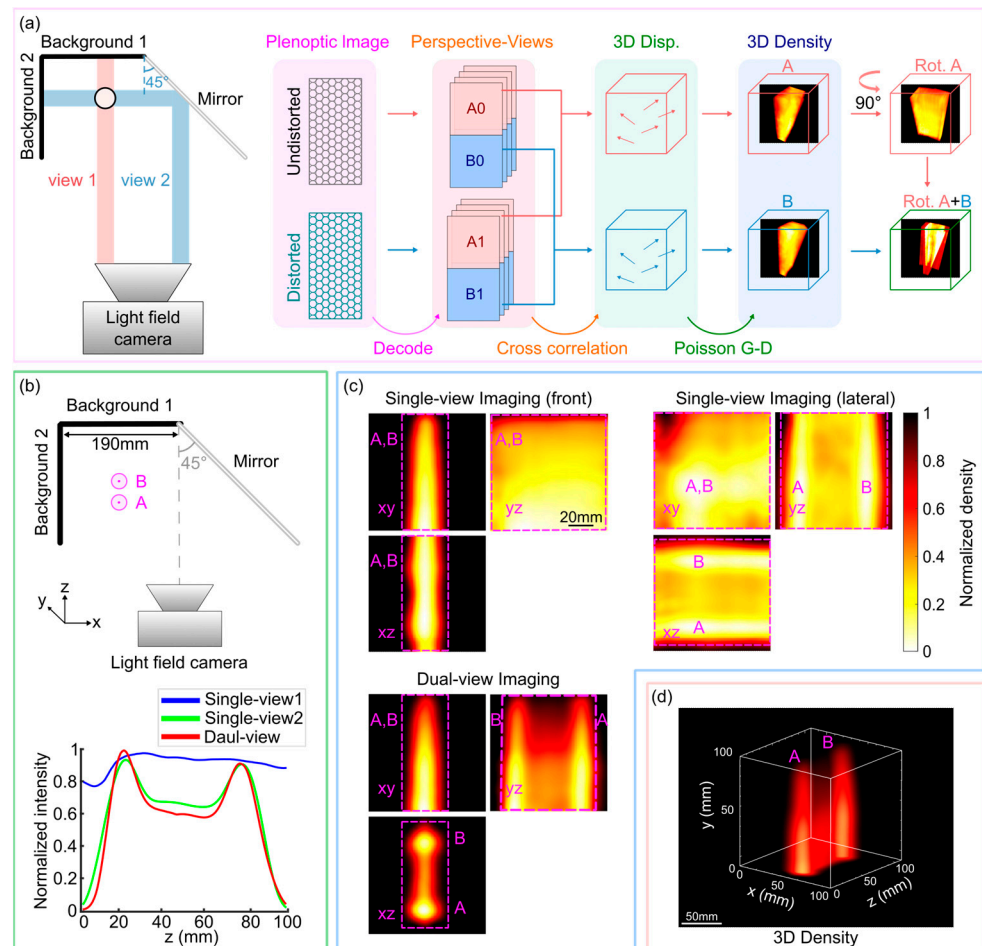 (a)
Background 1
Background 2
45°
Mirror
view 1
view 2
Light field
camera
Plenoptic Image
Perspective-Views
3D Disp.
3D Density
Undistorted
Distorted
A0
B0
A1
B1
A
B
90°
Rot. A
Rot. A+B
Decode
Cross correlation
Poisson G-D
(b)
Background 1
190mm
Background 2
45°
Mirror
B
A
z
y
x
Light field camera
Single-view1
Single-view2
Daul-view
Normalized intensity
1
0.8
0.6
0.4
0.2
0
0
20
40
60
80
100
z (mm)
(c)
Single-view Imaging (front)
A,B
xy
A,B
yz
20mm
A,B
xz
Single-view Imaging (lateral)
A,B
xy
A
B
yz
B
A
xz
1
0.8
0.6
0.4
0.2
0
Normalized density
Dual-view Imaging
A,B
xy
B
A
yz
B
A
xz
(d)
A
B
100
50
0
y (mm)
0
50
100
x (mm)
0
50
100
z (mm)
50mm
3D Density